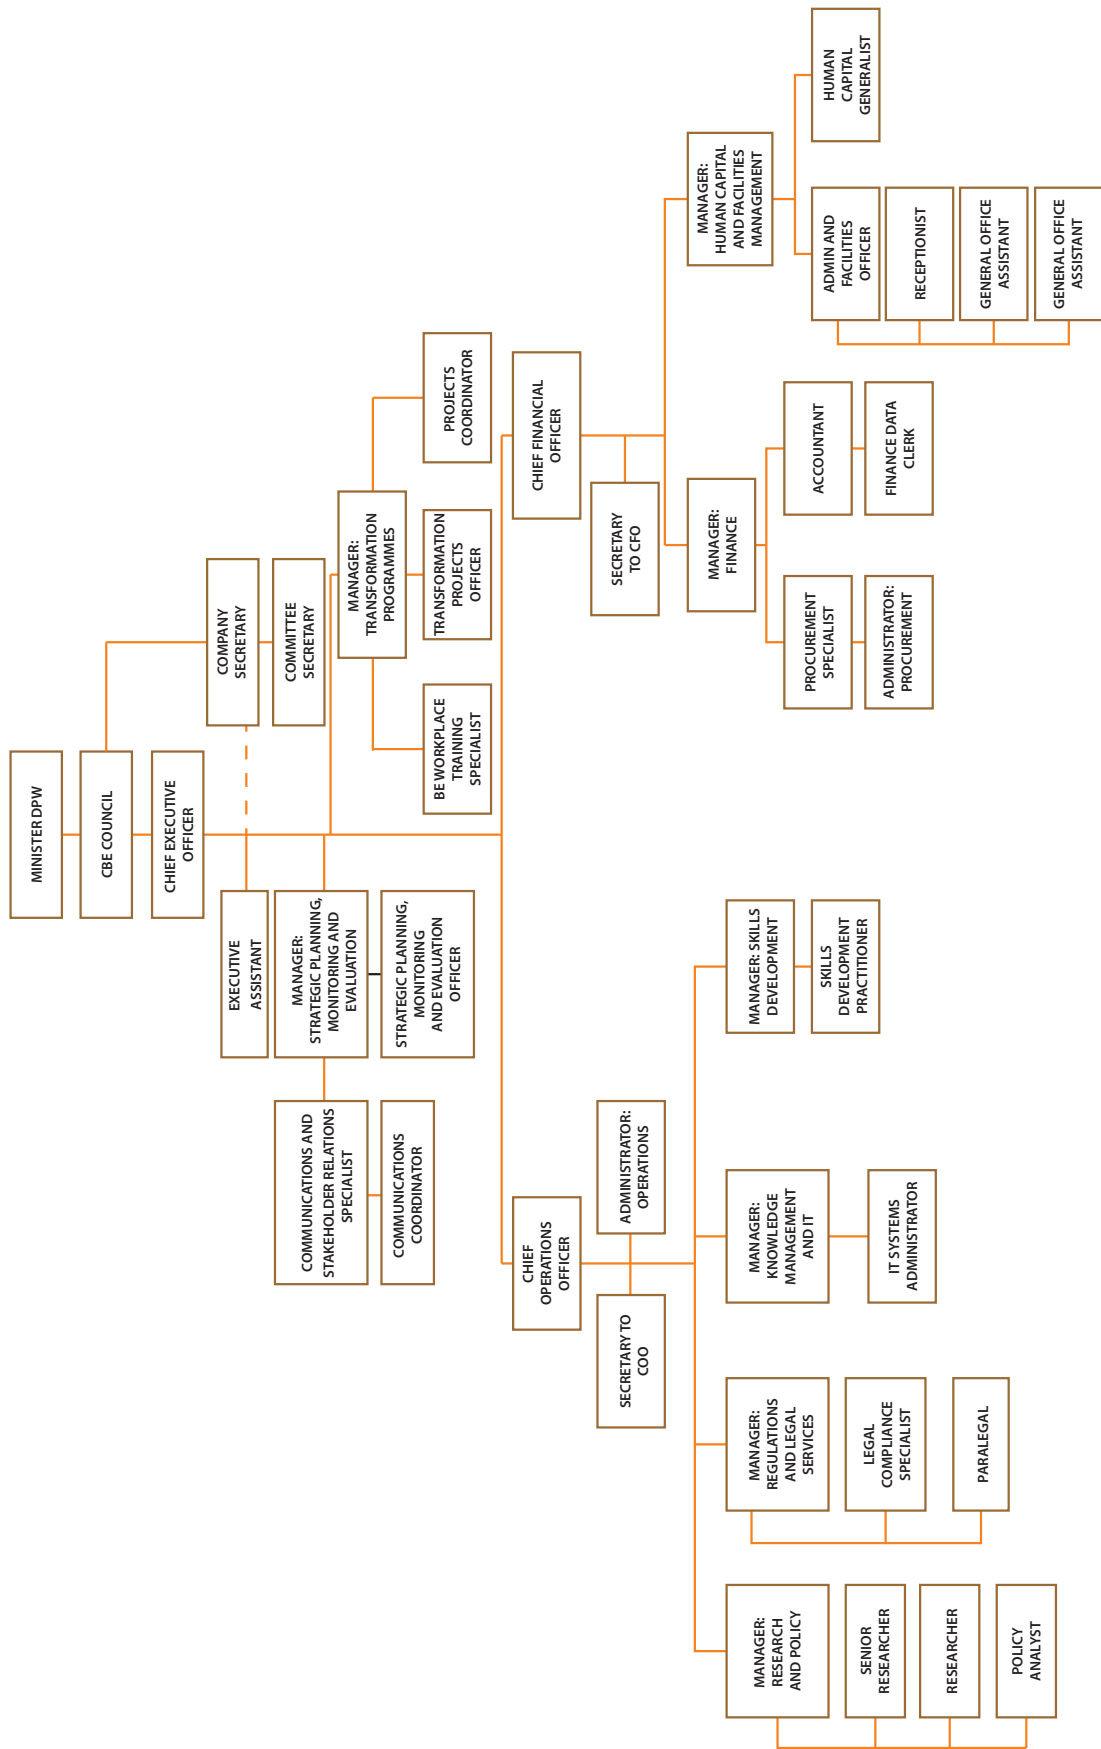 MINISTER DPW
CBE COUNCIL
CHIEF EXECUTIVE
OFFICER
COMPANY
SECRETARY
COMMITTEE
SECRETARY
EXECUTIVE
ASSISTANT
COMMUNICATIONS AND
STAKEHOLDER RELATIONS
SPECIALIST
COMMUNICATIONS
COORDINATOR
MANAGER:
STRATEGIC PLANNING,
MONITORING AND
EVALUATION
STRATEGIC PLANNING,
MONITORING
AND EVALUATION
OFFICER
MANAGER:
TRANSFORMATION
PROGRAMMES
BE WORKPLACE
TRAINING
SPECIALIST
TRANSFORMATION
PROJECTS
OFFICER
PROJECTS
COORDINATOR
CHIEF
OPERATIONS
OFFICER
SECRETARY TO
COO
ADMINISTRATOR:
OPERATIONS
MANAGER:
RESEARCH
AND POLICY
SENIOR
RESEARCHER
RESEARCHER
POLICY
ANALYST
MANAGER:
REGULATIONS
AND LEGAL
SERVICES
LEGAL
COMPLIANCE
SPECIALIST
PARALEGAL
MANAGER:
KNOWLEDGE
MANAGEMENT
AND IT
IT SYSTEMS
ADMINISTRATOR
MANAGER: SKILLS
DEVELOPMENT
SKILLS
DEVELOPMENT
PRACTITIONER
CHIEF FINANCIAL
OFFICER
SECRETARY
TO CFO
MANAGER:
FINANCE
PROCUREMENT
SPECIALIST
ADMINISTRATOR:
PROCUREMENT
ACCOUNTANT
FINANCE DATA
CLERK
MANAGER:
HUMAN CAPITAL
AND FACILITIES
MANAGEMENT
ADMIN AND
FACILITIES
OFFICER
RECEPTIONIST
GENERAL OFFICE
ASSISTANT
GENERAL OFFICE
ASSISTANT
HUMAN
CAPITAL
GENERALIST